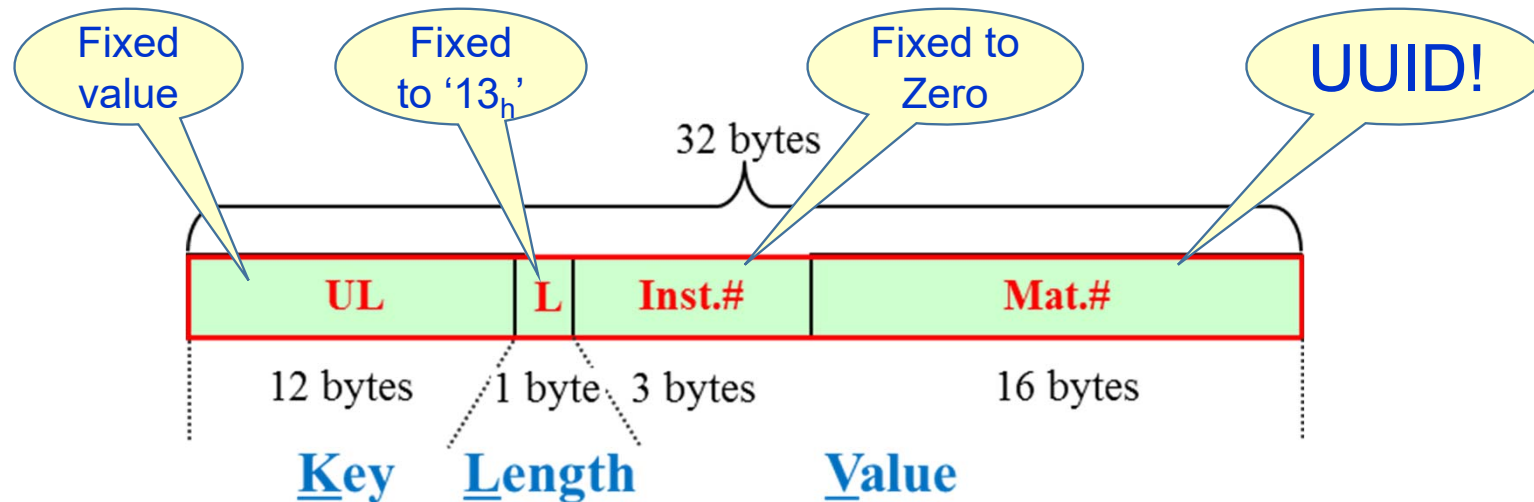 Fixed
value
Fixed
to ‘13h’
Fixed to
Zero
UUID!
32 bytes
UL
L
Inst.#
Mat.#
12 bytes
1 byte
3 bytes
16 bytes
Key
Length
Value